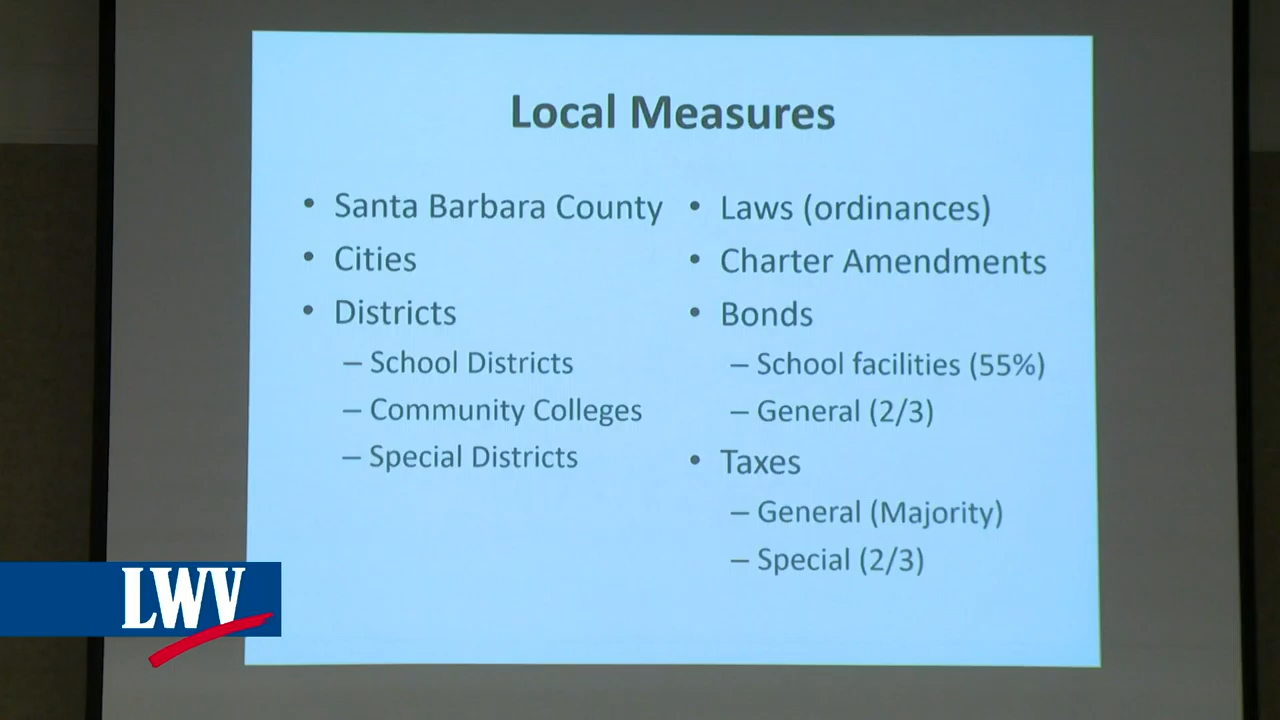 Local Measures
• Santa Barbara County
• Cities
• Districts
– School Districts
– Community Colleges
– Special Districts
• Laws (ordinances)
• Charter Amendments
• Bonds
– School facilities (55%)
– General (2/3)
• Taxes
– General (Majority)
– Special (2/3)
LWV